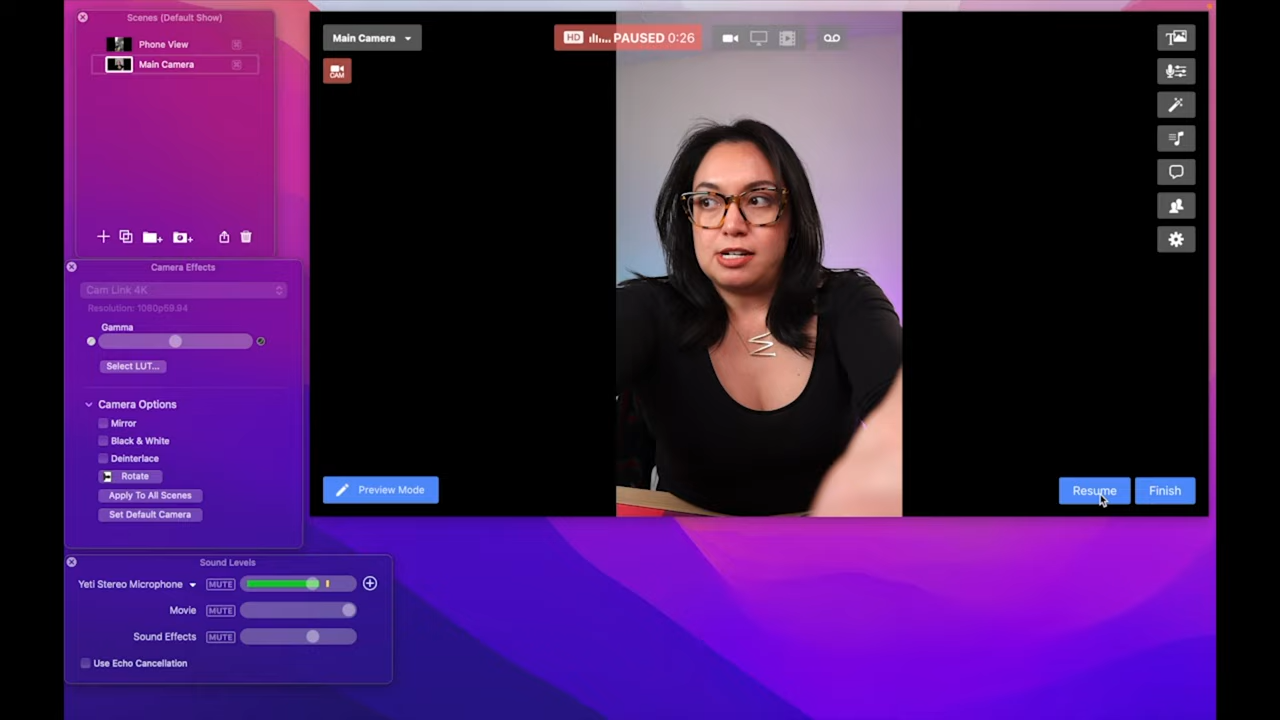 Scenes (Default Show)
Phone View
Main Camera
Camera Effects
Cam Link 4K
Resolution: 1080p59.94
Gamma
Select LUT...
Camera Options
Mirror
Black & White
Deinterlace
Rotate
Apply To All Scenes
Set Default Camera
Sound Levels
Yeti Stereo Microphone MUTE
Movie MUTE
Sound Effects MUTE
Use Echo Cancellation
Main Camera
HD PAUSED 0:26
CAM
T
Preview Mode
Resume Finish